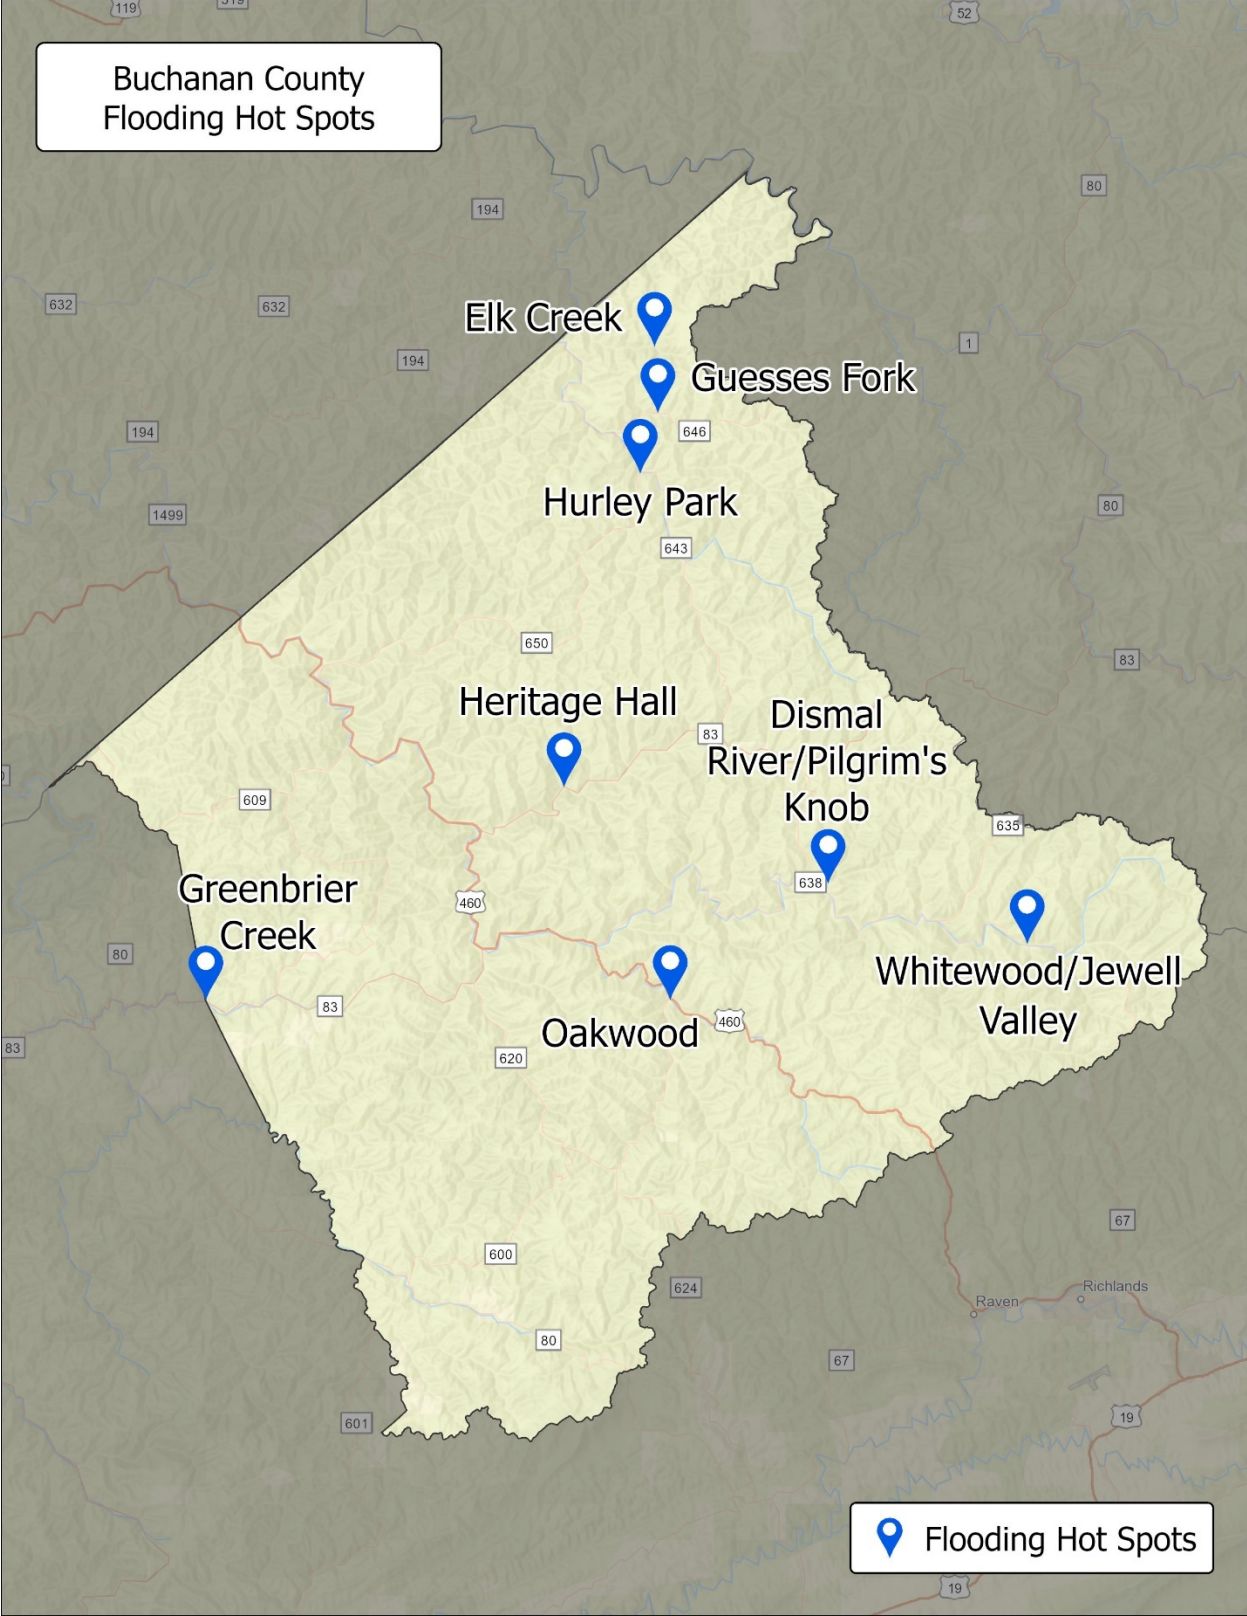 119
52
Buchanan County
Flooding Hot Spots
80
194
632
632
Elk Creek
1
194
Guesses Fork
194
646
Hurley Park
80
1499
643
650
83
Heritage Hall
Dismal
River/Pilgrim's
Knob
83
609
635
638
Greenbrier
Creek
460
80
Whitewood/Jewell
Valley
83
Oakwood
460
83
620
67
600
624
Richlands
Raven
80
67
601
19
Flooding Hot Spots
19